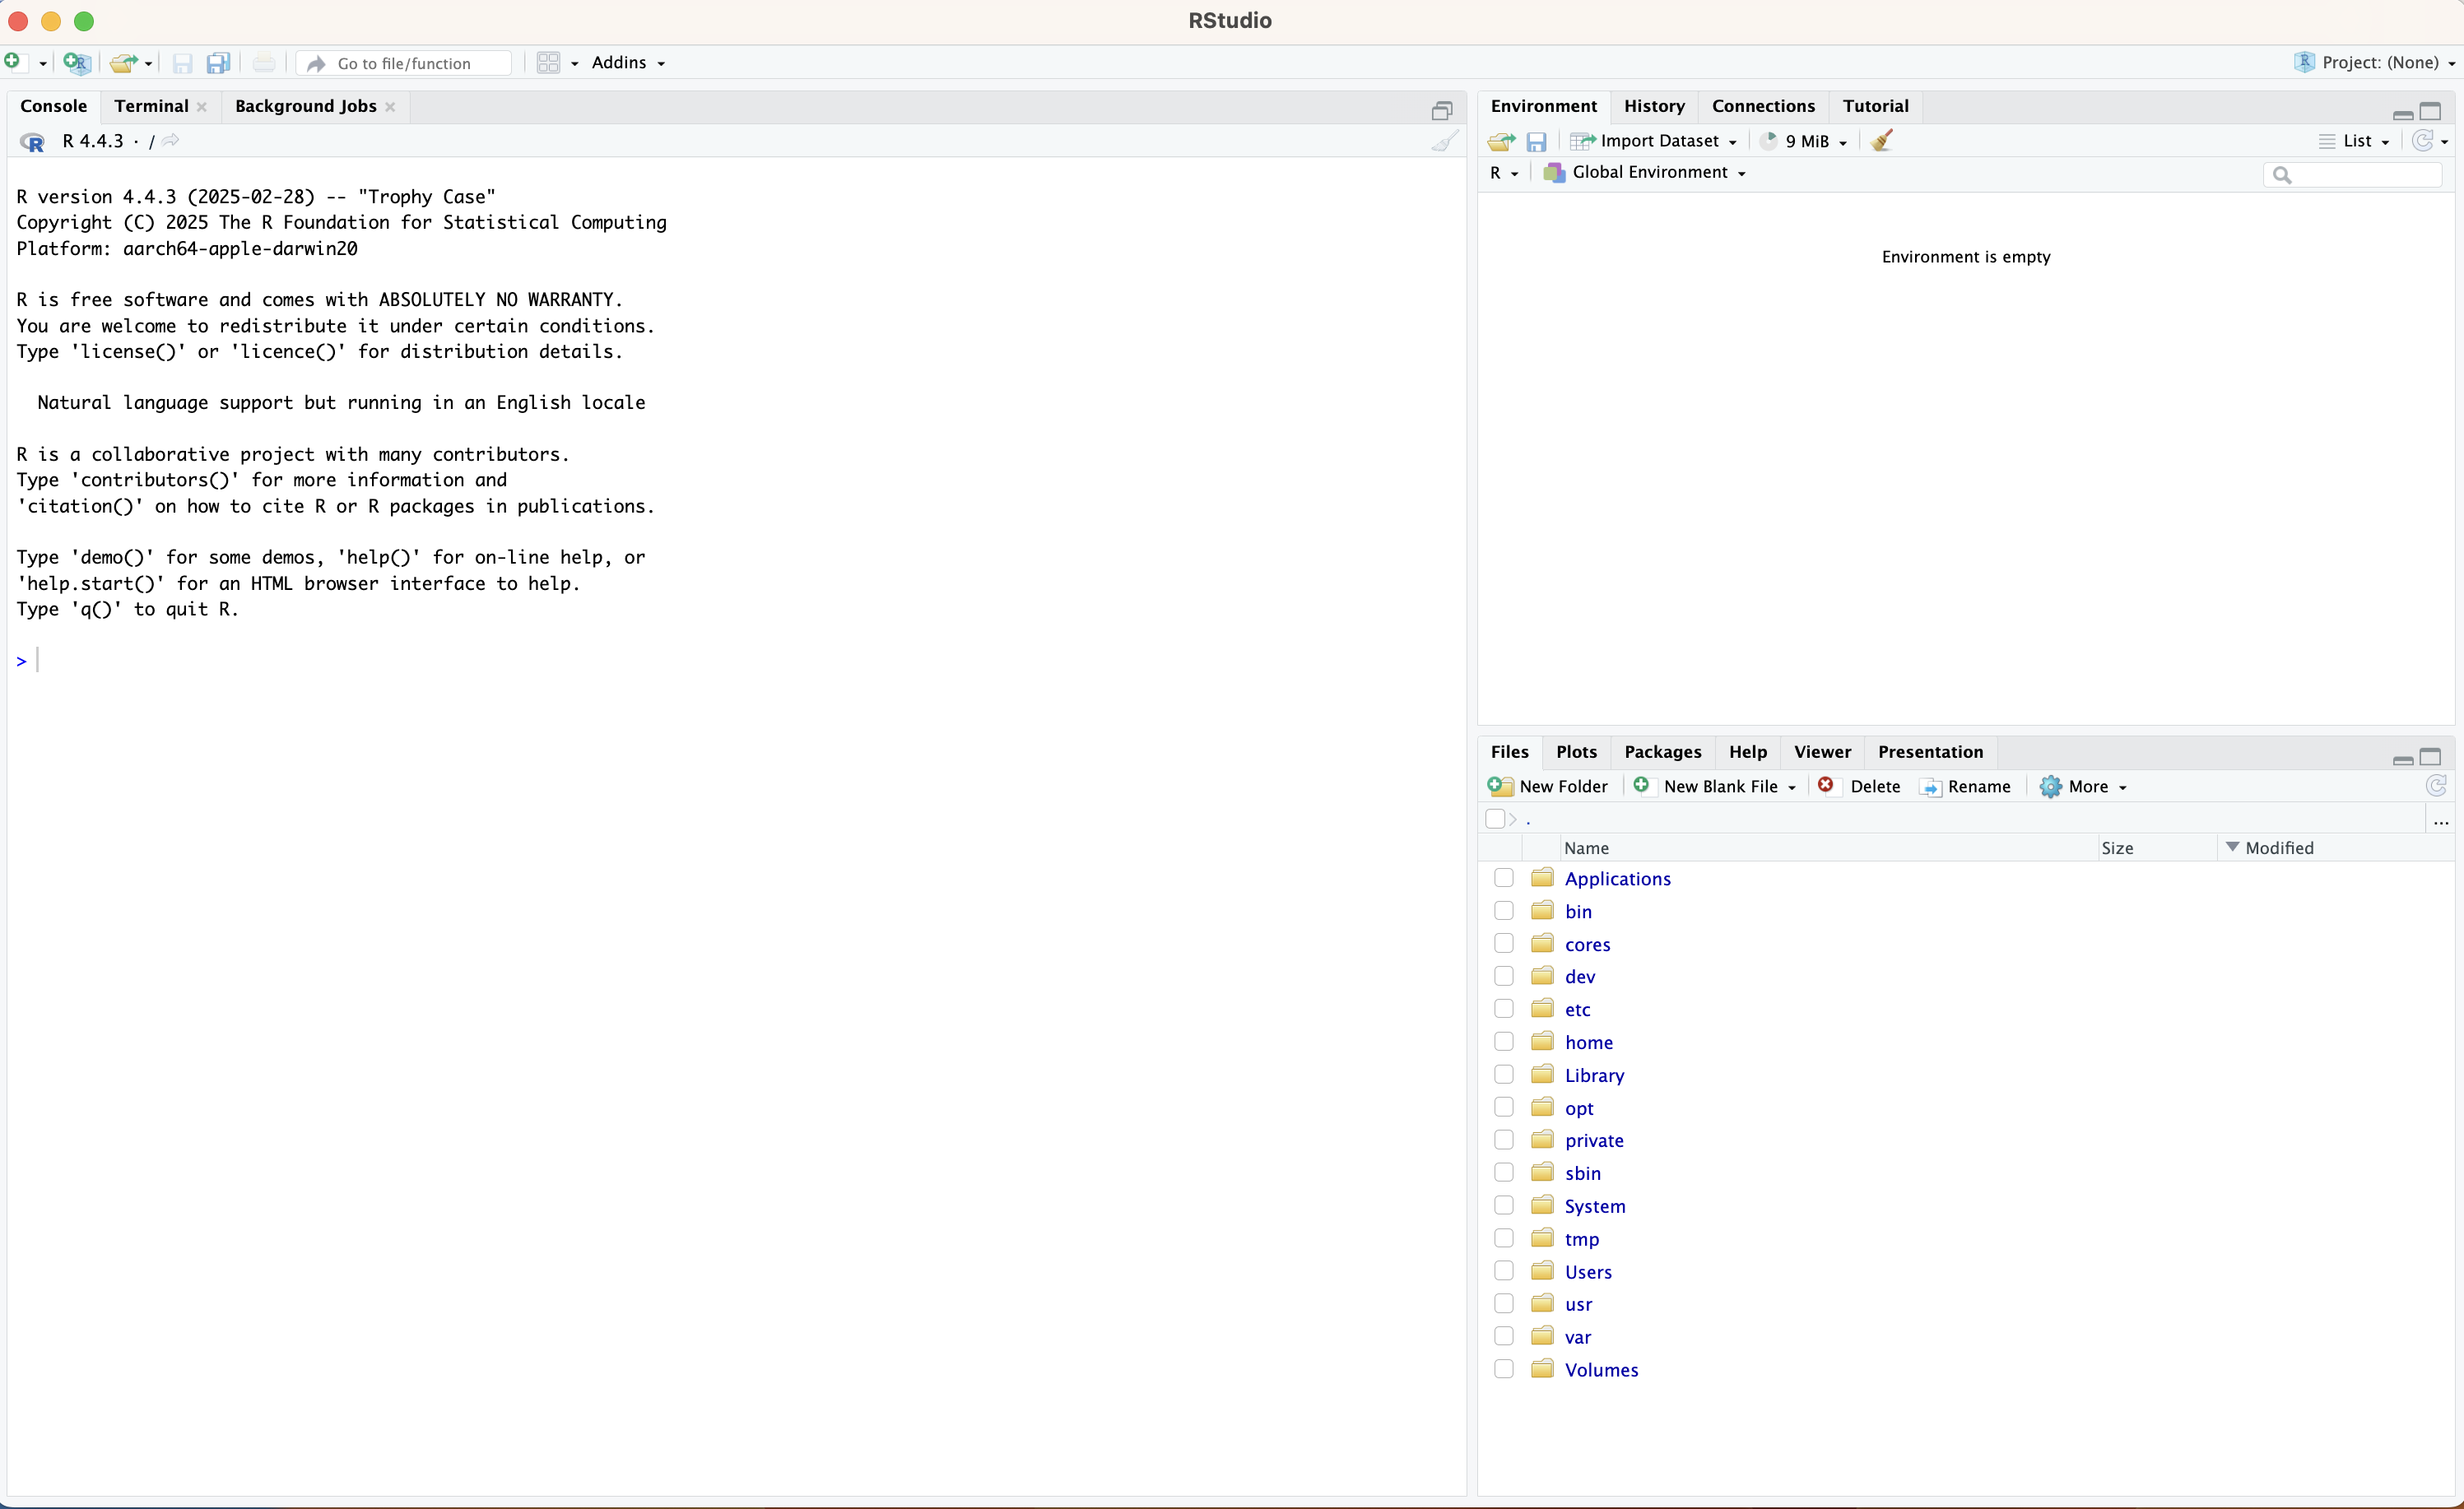 RStudio
Go to file/function
Addins
Project: (None)
Console Terminal Background Jobs
R 4.4.3 · /
R version 4.4.3 (2025-02-28) -- "Trophy Case"
Copyright (C) 2025 The R Foundation for Statistical Computing
Platform: aarch64-apple-darwin20
R is free software and comes with ABSOLUTELY NO WARRANTY.
You are welcome to redistribute it under certain conditions.
Type 'license()' or 'licence()' for distribution details.
Natural language support but running in an English locale
R is a collaborative project with many contributors.
Type 'contributors()' for more information and
'citation()' on how to cite R or R packages in publications.
Type 'demo()' for some demos, 'help()' for on-line help, or
'help.start()' for an HTML browser interface to help.
Type 'q()' to quit R.
>
Environment History Connections Tutorial
Import Dataset 9 MiB List
R Global Environment
Environment is empty
Files Plots Packages Help Viewer Presentation
New Folder New Blank File Delete Rename More
. ...
Name Size Modified
Applications
bin
cores
dev
etc
home
Library
opt
private
sbin
System
tmp
Users
usr
var
Volumes